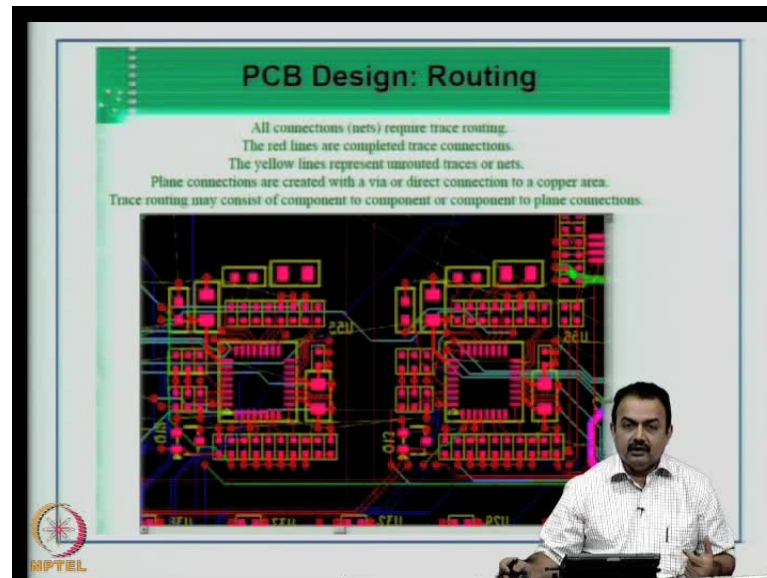 PCB Design: Routing
All connections (nets) require trace routing.
The red lines are completed trace connections.
The yellow lines represent unrouted traces or nets.
Plane connections are created with a via or direct connection to a copper area.
Trace routing may consist of component to component or component to plane connections.
U55
U32
U29
NPTEL